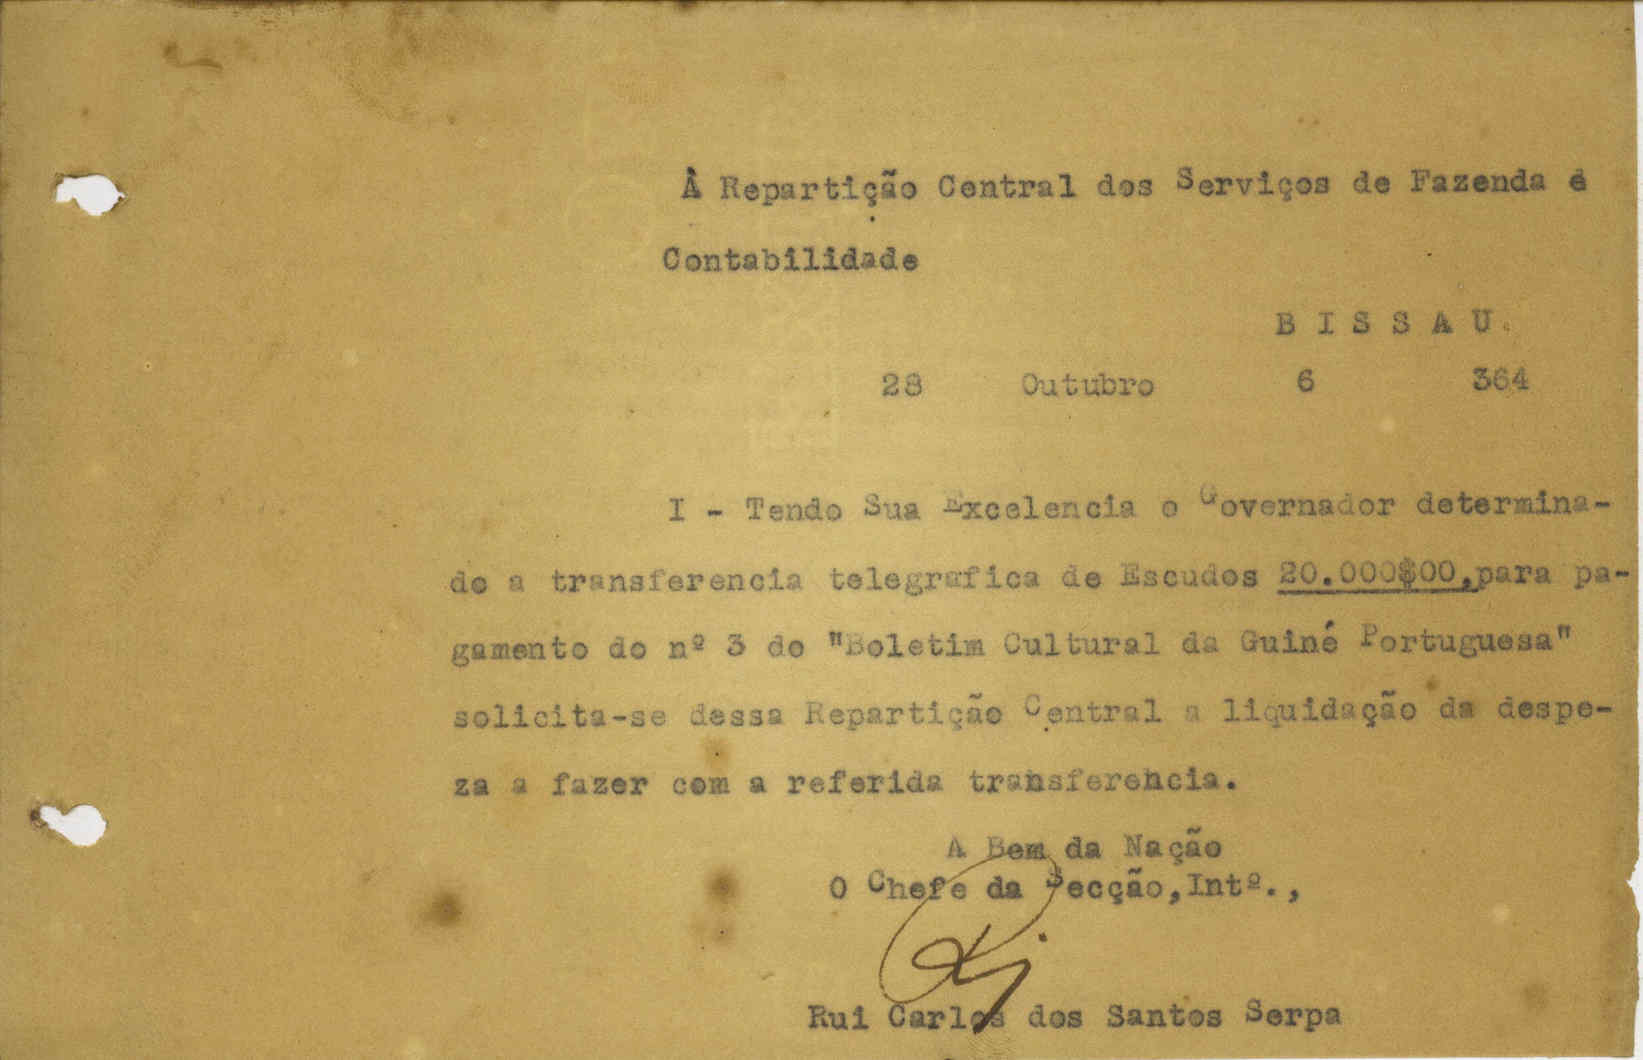 À Repartição Central dos Serviços de Fazenda e
Contabilidade
B I S S A U.
28 Outubro 6 364
I - Tendo Sua Excelencia o Governador determina-
do a transferencia telegrafica de Escudos 20.000$00,para pa-
gamento do nº 3 do "Boletim Cultural da Guiné Portuguesa"
solicita-se dessa Repartição Central a liquidação da despe-
za a fazer com a referida transferencia.
A Bem da Nação
O Chefe da Secção,Intº.,
Rui Carlos dos Santos Serpa